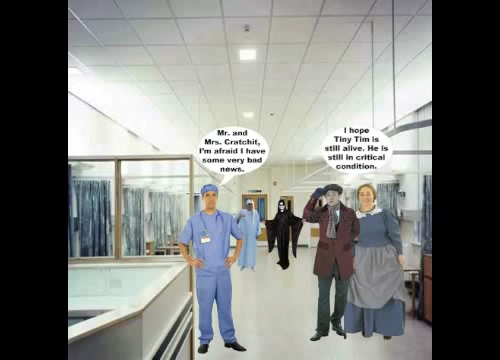 Mr. and
Mrs. Cratchit,
I'm afraid I have
some very bad
news.
I hope
Tiny Tim is
still alive. He is
still in critical
condition.